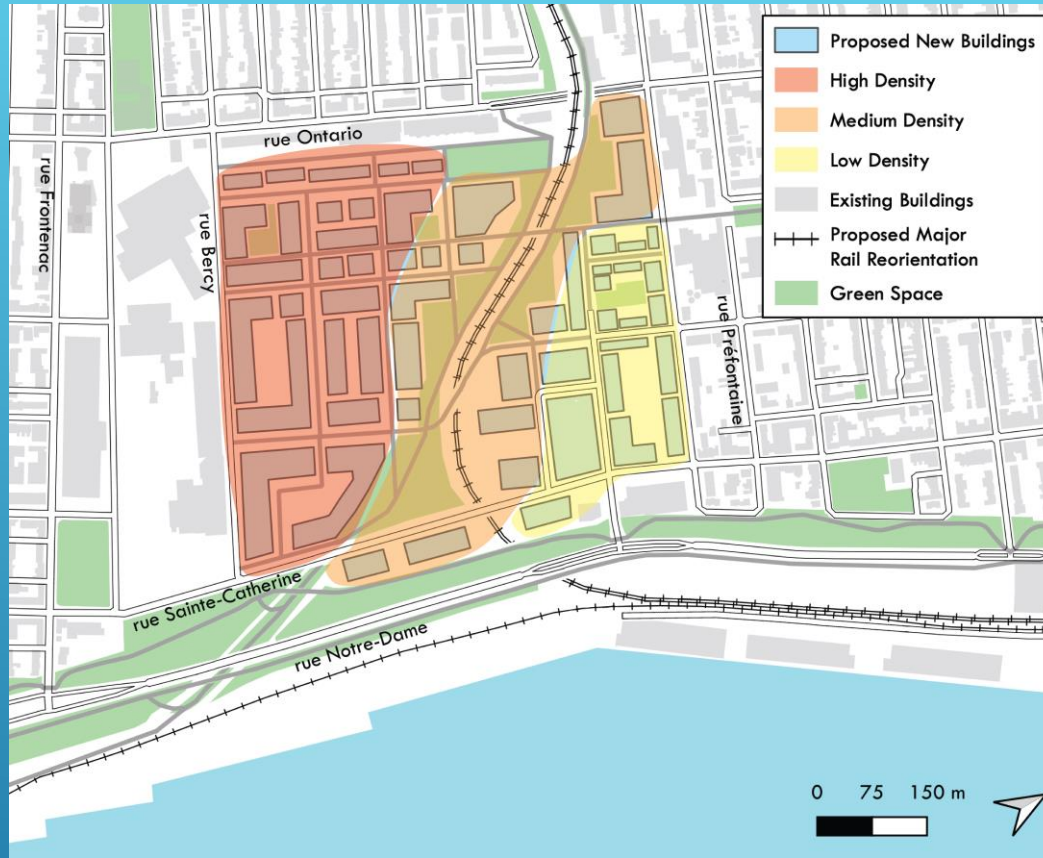 Proposed New Buildings
High Density
Medium Density
Low Density
Existing Buildings
Proposed Major
Rail Reorientation
Green Space
rue Ontario
rue Frontenac
rue Bercy
rue Préfontaine
rue Sainte-Catherine
rue Notre-Dame
0 75 150 m